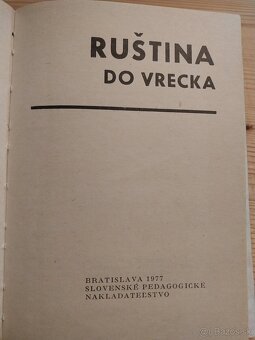 RUŠTINA
DO VRECKA
BRATISLAVA 1977
SLOVENSKÉ PEDAGOGICKÉ
NAKLADATEĽSTVO